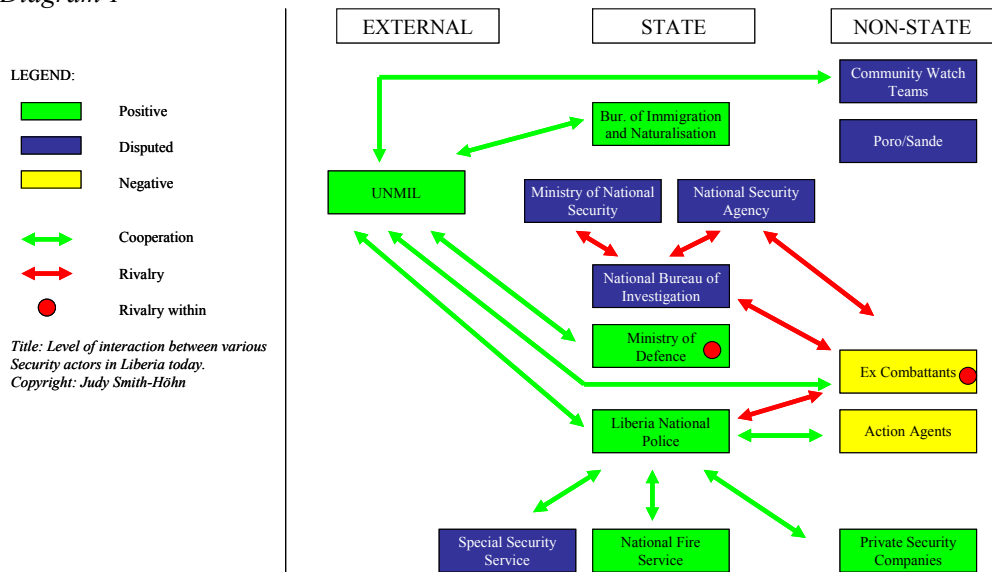 Diagram 1
EXTERNAL
STATE
NON-STATE
LEGEND:
Positive
Disputed
Negative
Cooperation
Rivalry
Rivalry within
Title: Level of interaction between various
Security actors in Liberia today.
Copyright: Judy Smith-Höhn
Community Watch
Teams
Bur. of Immigration
and Naturalisation
Poro/Sande
UNMIL
Ministry of National
Security
National Security
Agency
National Bureau of
Investigation
Ministry of
Defence
Ex Combattants
Liberia National
Police
Action Agents
Special Security
Service
National Fire
Service
Private Security
Companies